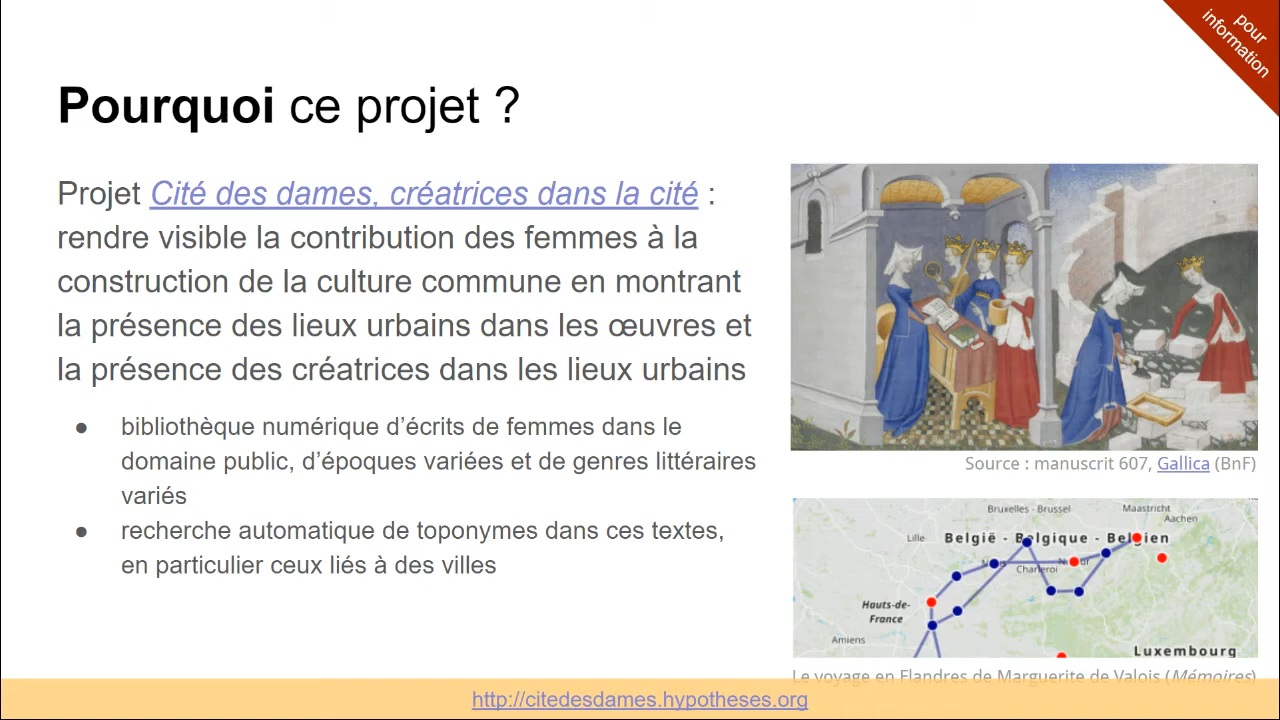 pour
information
Pourquoi ce projet ?
Projet Cité des dames, créatrices dans la cité :
rendre visible la contribution des femmes à la
construction de la culture commune en montrant
la présence des lieux urbains dans les œuvres et
la présence des créatrices dans les lieux urbains
● bibliothèque numérique d’écrits de femmes dans le
domaine public, d’époques variées et de genres littéraires
variés
● recherche automatique de toponymes dans ces textes,
en particulier ceux liés à des villes
Source : manuscrit 607, Gallica (BnF)
Bruxelles - Brussel
Maastricht
Aachen
Lille
België - Belgique - Belgien
Charleroi
Hauts-de-
France
Amiens
Luxembourg
Le voyage en Flandres de Marguerite de Valois (Mémoires)
http://citedesdames.hypotheses.org